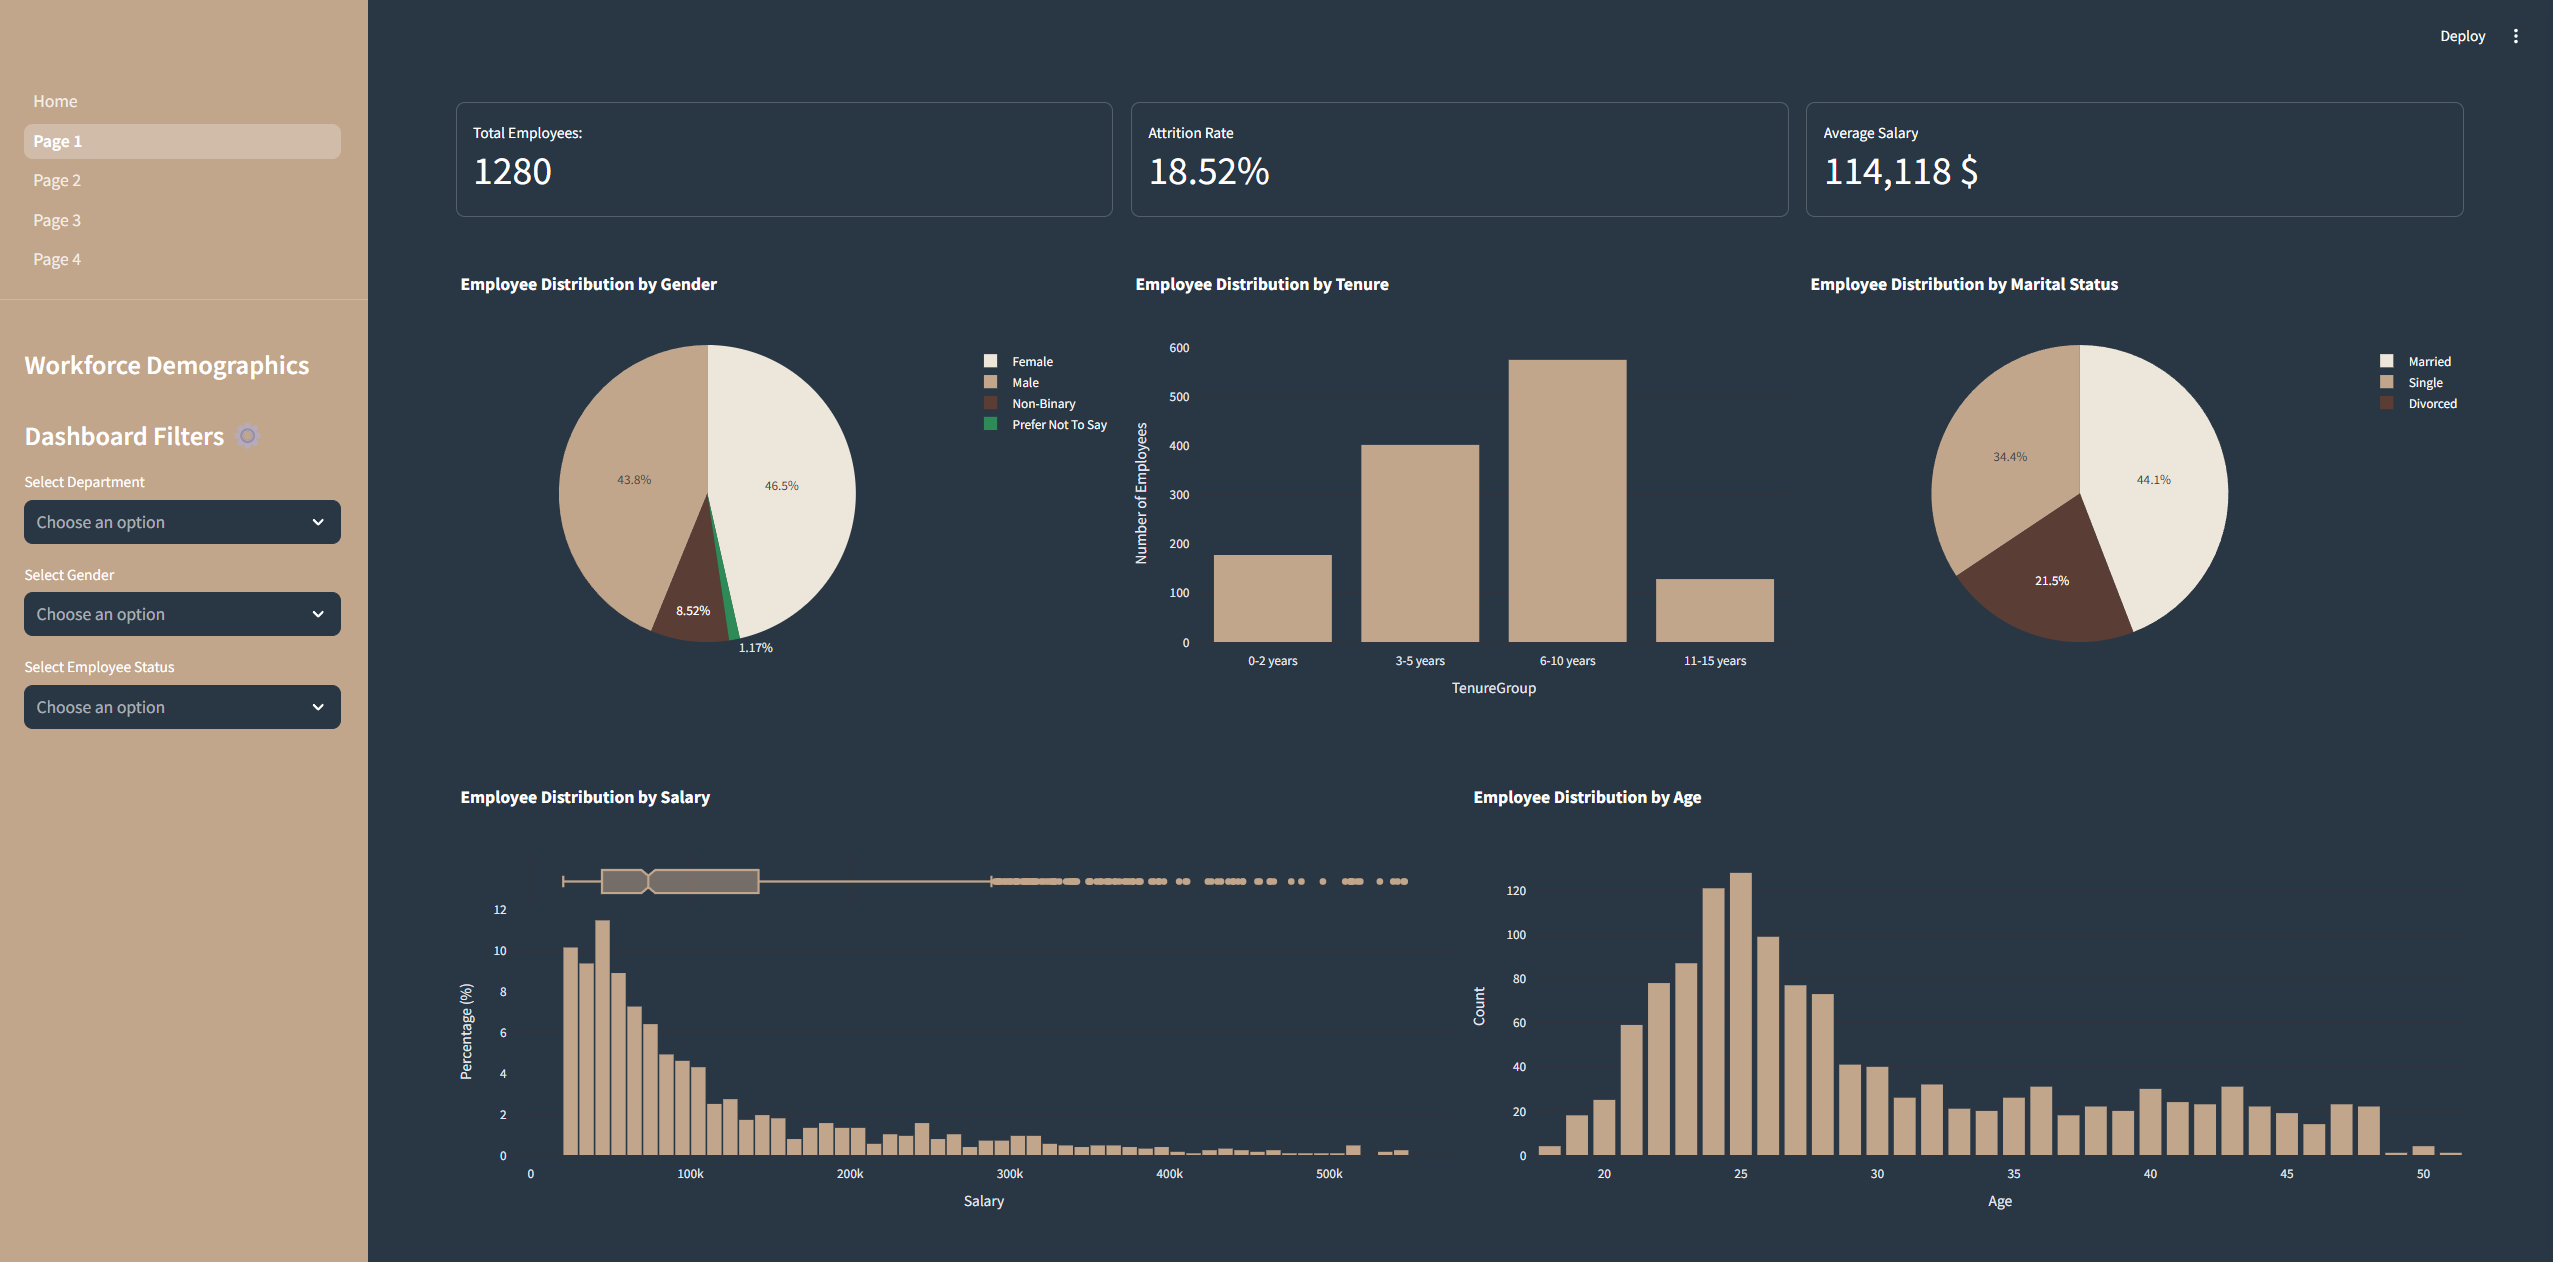 Deploy
Home
Page 1
Page 2
Page 3
Page 4
Workforce Demographics
Dashboard Filters
Select Department
Choose an option
Select Gender
Choose an option
Select Employee Status
Choose an option
Total Employees:
1280
Attrition Rate
18.52%
Average Salary
114,118 $
Employee Distribution by Gender
43.8%
46.5%
8.52%
1.17%
Female
Male
Non-Binary
Prefer Not To Say
Employee Distribution by Tenure
Number of Employees
600
500
400
300
200
100
0
0-2 years 3-5 years 6-10 years 11-15 years
TenureGroup
Employee Distribution by Marital Status
34.4%
44.1%
21.5%
Married
Single
Divorced
Employee Distribution by Salary
Percentage (%)
12
10
8
6
4
2
0
0 100k 200k 300k 400k 500k
Salary
Employee Distribution by Age
Count
120
100
80
60
40
20
0
20 25 30 35 40 45 50
Age